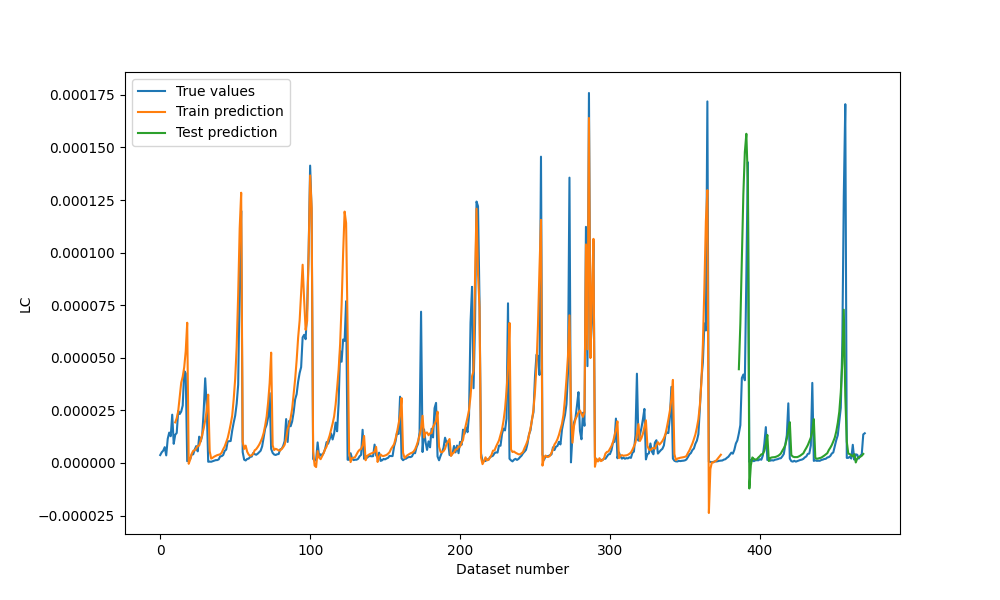 True values
Train prediction
Test prediction
0.000175
0.000150
0.000125
0.000100
0.000075
0.000050
0.000025
0.000000
−0.000025
LC
0 100 200 300 400
Dataset number